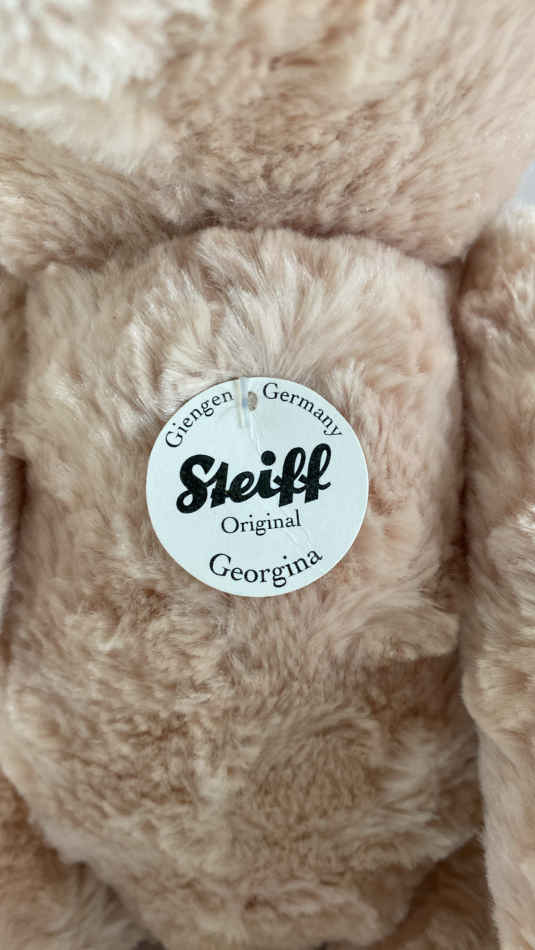 Giengen Germany
Steiff
Original
Georgina